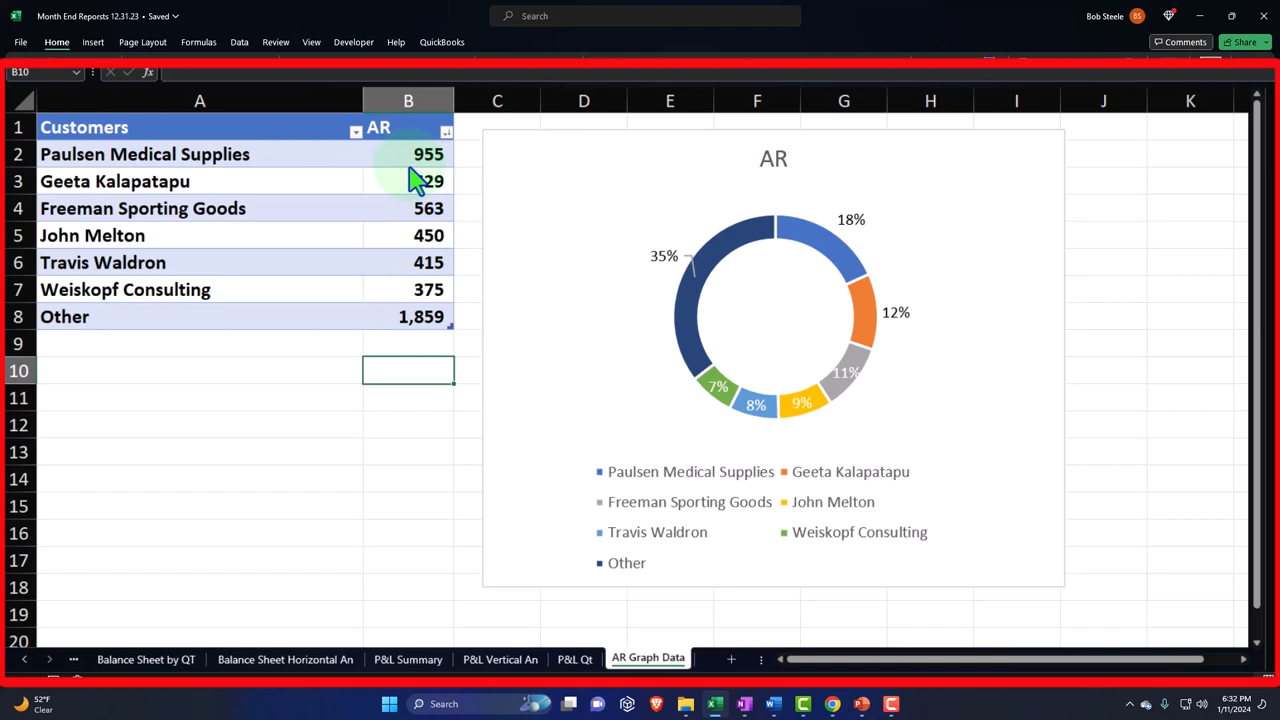 Month End Reporsts 12.31.23 • Saved
Search
Bob Steele BS
File Home Insert Page Layout Formulas Data Review View Developer Help QuickBooks
Comments Share
B10 fx
A B C D E F G H I J K
1 Customers AR
2 Paulsen Medical Supplies 955
3 Geeta Kalapatapu
4 Freeman Sporting Goods 563
5 John Melton 450
6 Travis Waldron 415
7 Weiskopf Consulting 375
8 Other 1,859
9
10
11
12
13
14
15
16
17
18
19
20
AR
18%
35%
12%
11%
7%
8%
9%
Paulsen Medical Supplies Geeta Kalapatapu
Freeman Sporting Goods John Melton
Travis Waldron Weiskopf Consulting
Other
Balance Sheet by QT Balance Sheet Horizontal An P&L Summary P&L Vertical An P&L Qt AR Graph Data
52°F
Clear
Search
6:32 PM
1/11/2024